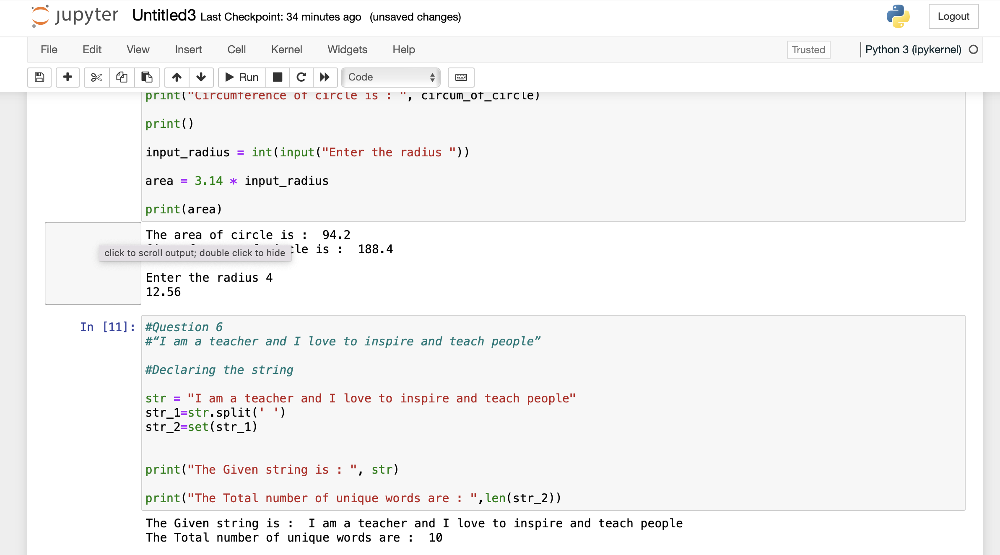 jupyter Untitled3 Last Checkpoint: 34 minutes ago (unsaved changes)
Logout
File Edit View Insert Cell Kernel Widgets Help
Trusted Python 3 (ipykernel)
Run Code
print("Circumference of circle is : ", circum_of_circle)
print()
input_radius = int(input("Enter the radius "))
area = 3.14 * input_radius
print(area)
The area of circle is :  94.2
cle is :  188.4
click to scroll output; double click to hide
Enter the radius 4
12.56
In [11]:
#Question 6
#“I am a teacher and I love to inspire and teach people”
#Declaring the string
str = "I am a teacher and I love to inspire and teach people"
str_1=str.split(' ')
str_2=set(str_1)
print("The Given string is : ", str)
print("The Total number of unique words are : ",len(str_2))
The Given string is :  I am a teacher and I love to inspire and teach people
The Total number of unique words are :  10